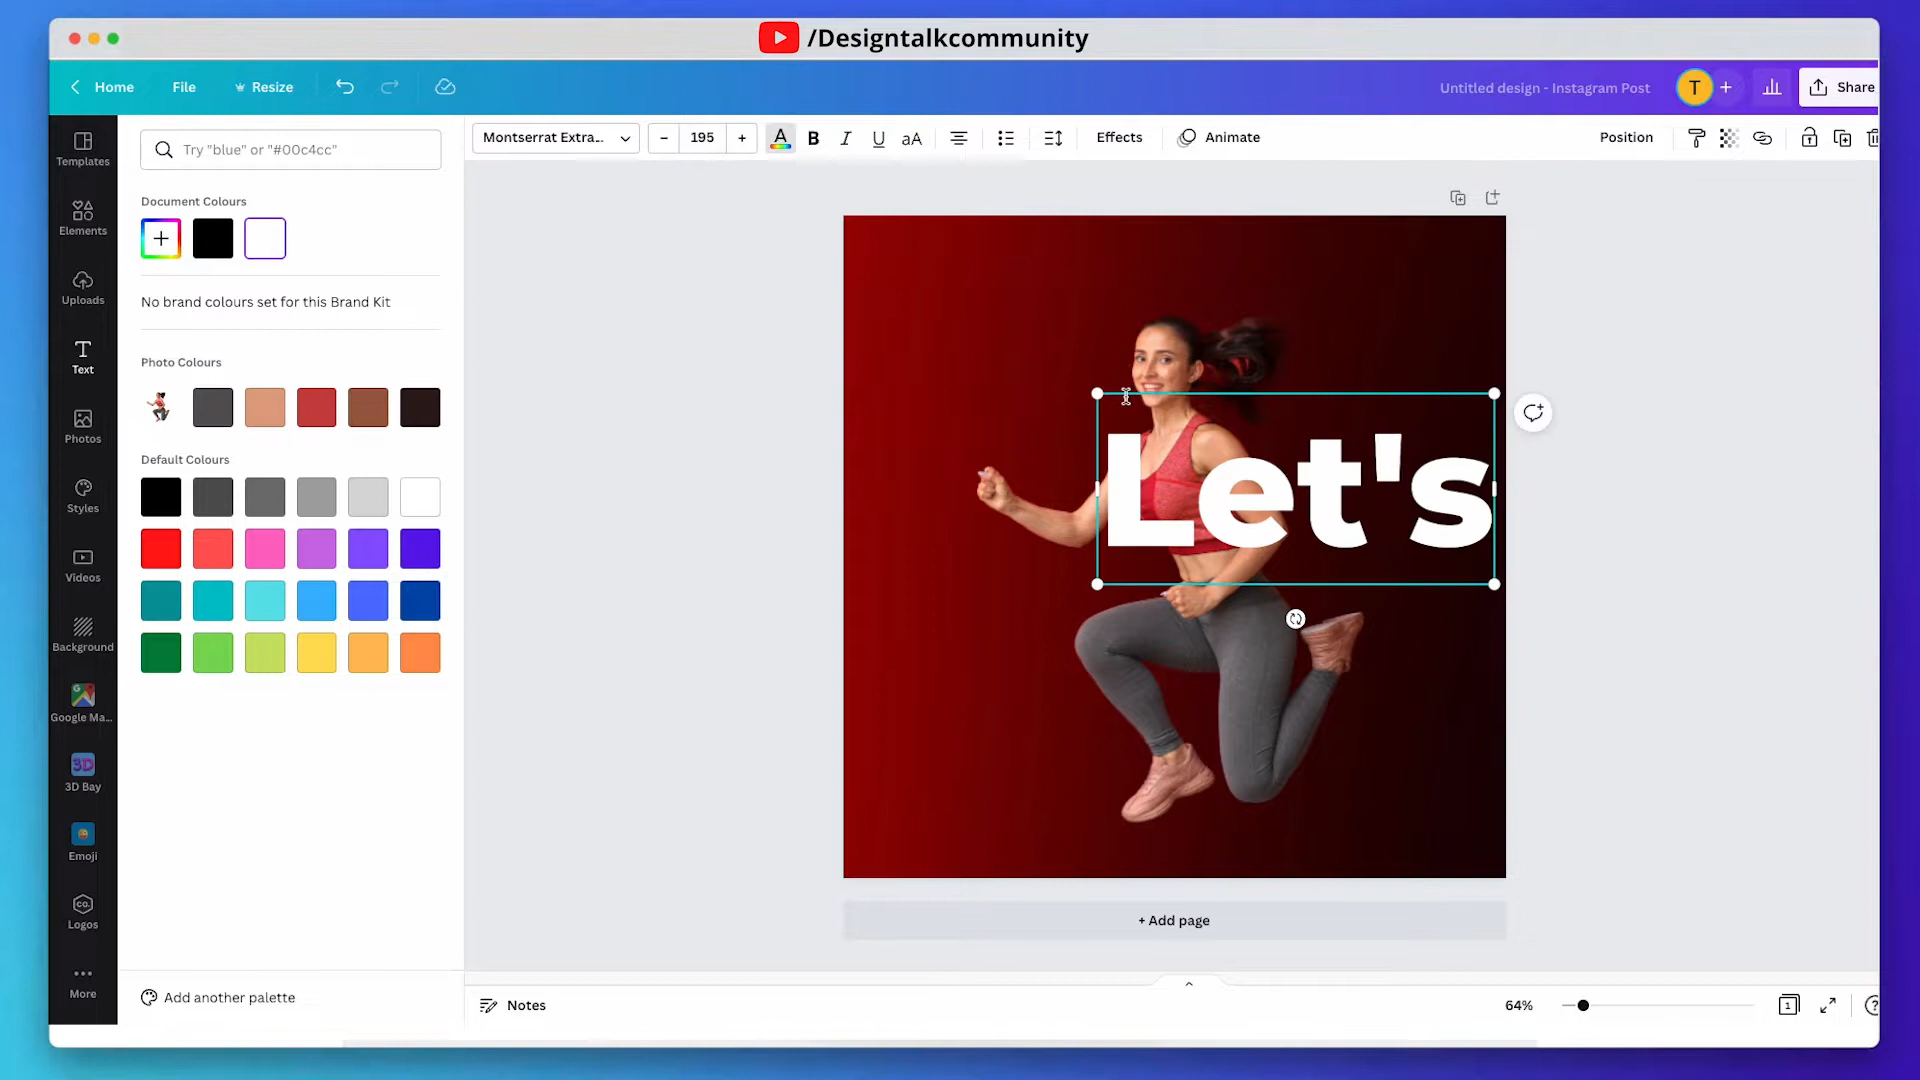 /Designtalkcommunity
Home File Resize
Untitled design - Instagram Post T + Share
Templates
Elements
Uploads
Text
Photos
Styles
Videos
Background
Google Ma...
3D Bay
Emoji
CO.
Logos
More
Try "blue" or "#00c4cc"
Document Colours
No brand colours set for this Brand Kit
Photo Colours
Default Colours
Add another palette
Montserrat Extra... − 195 + A B I U aA Effects Animate Position
Let's
+ Add page
Notes 64% 1 ?